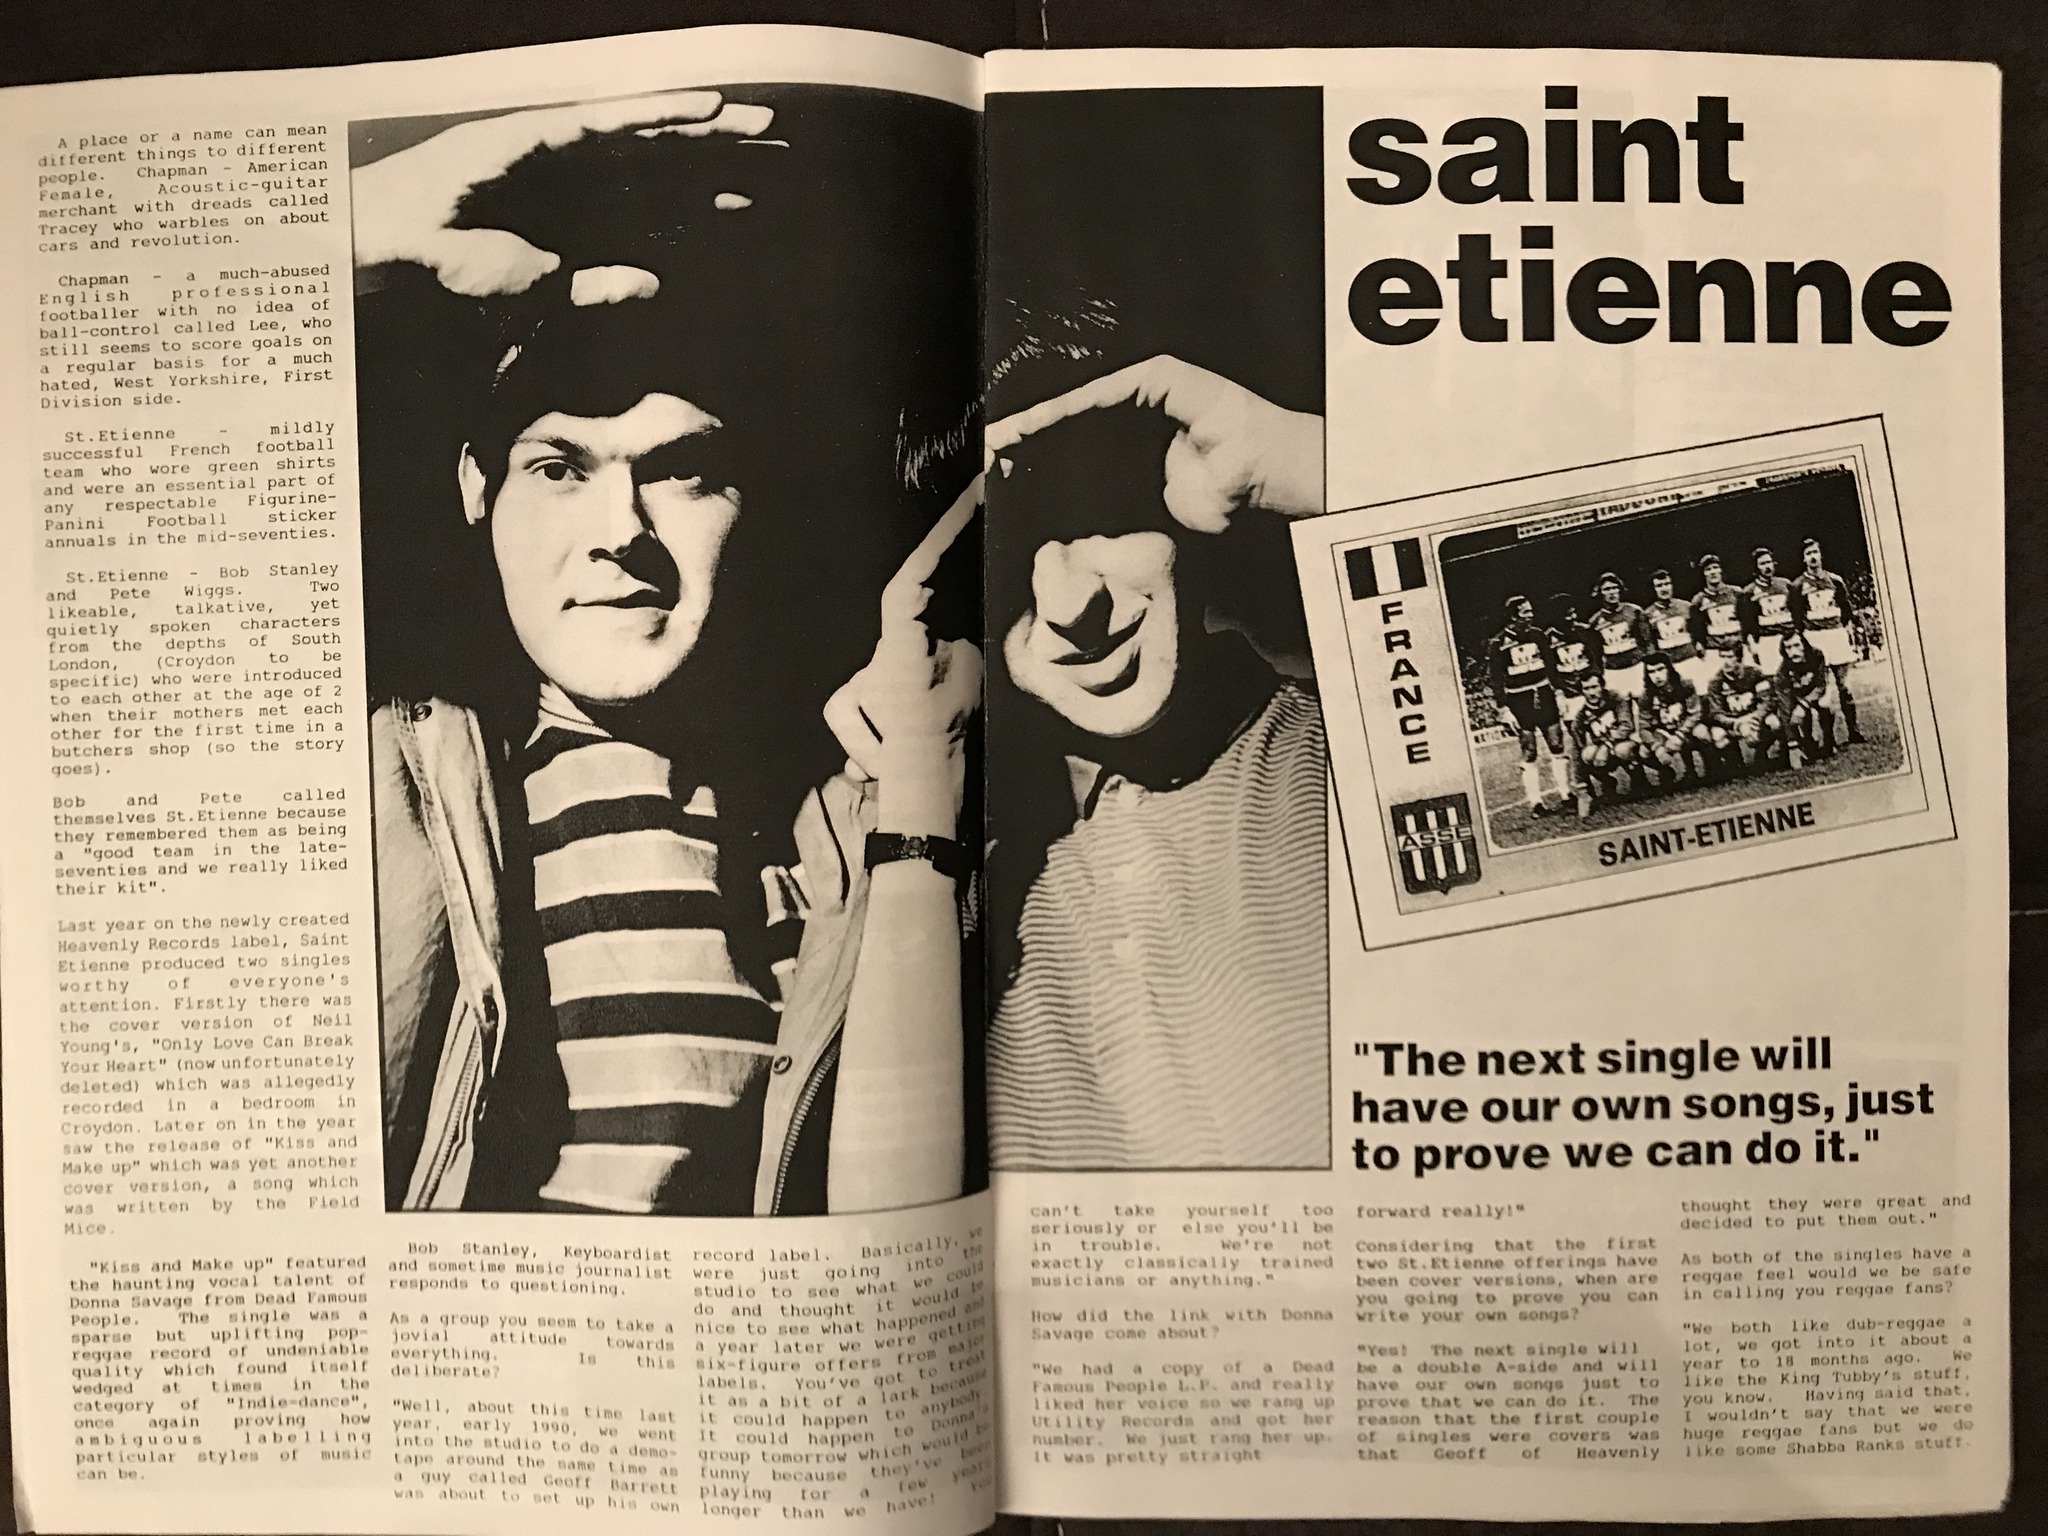 A place or a name can mean
different things to different
people. Chapman - American
Female, Acoustic-guitar
merchant with dreads called
Tracey who warbles on about
cars and revolution.
Chapman - a much-abused
English professional
footballer with no idea of
ball-control called Lee, who
still seems to score goals on
a regular basis for a much
hated, West Yorkshire, First
Division side.
St.Etienne - mildly
successful French football
team who wore green shirts
and were an essential part of
any respectable Figurine-
Panini Football sticker
annuals in the mid-seventies.
St.Etienne - Bob Stanley
and Pete Wiggs. Two
likeable, talkative, yet
quietly spoken characters
from the depths of South
London, (Croydon to be
specific) who were introduced
to each other at the age of 2
when their mothers met each
other for the first time in a
butchers shop (so the story
goes).
Bob and Pete called
themselves St.Etienne because
they remembered them as being
a "good team in the late-
seventies and we really liked
their kit".
Last year on the newly created
Heavenly Records label, Saint
Etienne produced two singles
worthy of everyone's
attention. Firstly there was
the cover version of Neil
Young's, "Only Love Can Break
Your Heart" (now unfortunately
deleted) which was allegedly
recorded in a bedroom in
Croydon. Later on in the year
saw the release of "Kiss and
Make up" which was yet another
cover version, a song which
was written by the Field
Mice.
"Kiss and Make up" featured
the haunting vocal talent of
Donna Savage from Dead Famous
People. The single was a
sparse but uplifting pop-
reggae record of undeniable
quality which found itself
wedged at times in the
category of "Indie-dance",
once again proving how
ambiguous labelling
particular styles of music
can be.
Bob Stanley, Keyboardist
and sometime music journalist
responds to questioning.
As a group you seem to take a
jovial attitude towards
everything. Is this
deliberate?
"Well, about this time last
year, early 1990, we went
into the studio to do a demo-
tape around the same time as
a guy called Geoff Barrett
was about to set up his own
record label. Basically, we
were just going into the
studio to see what we could
do and thought it would be
nice to see what happened and
a year later we were getting
six-figure offers from major
labels. You've got to treat
it as a bit of a lark because
it could happen to anybody.
It could happen to Donna's
group tomorrow which would be
funny because they've been
playing for a few years
longer than we have! You
saint
etienne
FRANCE
ASSE
SAINT-ETIENNE
"The next single will
have our own songs, just
to prove we can do it."
can't take yourself too
seriously or else you'll be
in trouble. We're not
exactly classically trained
musicians or anything."
How did the link with Donna
Savage come about?
"We had a copy of a Dead
Famous People L.P. and really
liked her voice so we rang up
Utility Records and got her
number. We just rang her up.
It was pretty straight
forward really!"
Considering that the first
two St.Etienne offerings have
been cover versions, when are
you going to prove you can
write your own songs?
"Yes! The next single will
be a double A-side and will
have our own songs just to
prove that we can do it. The
reason that the first couple
of singles were covers was
that Geoff of Heavenly
thought they were great and
decided to put them out."
As both of the singles have a
reggae feel would we be safe
in calling you reggae fans?
"We both like dub-reggae a
lot, we got into it about a
year to 18 months ago. We
like the King Tubby's stuff,
you know. Having said that,
I wouldn't say that we were
huge reggae fans but we do
like some Shabba Ranks stuff.